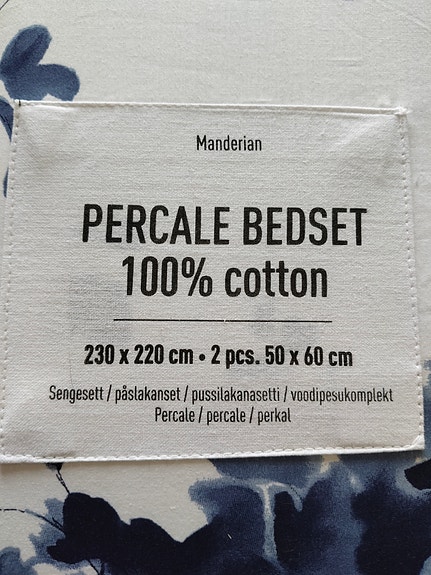 Manderian
PERCALE BEDSET
100% cotton
230 x 220 cm • 2 pcs. 50 x 60 cm
Sengesett / påslakanset / pussilakanasetti / voodipesukomplekt
Percale / percale / perkal